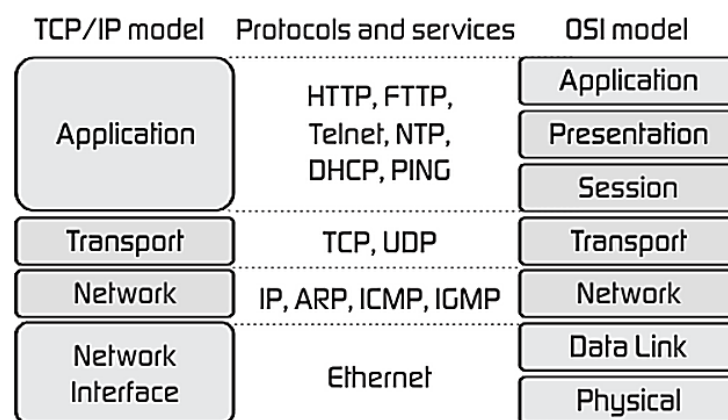 TCP/IP model Protocols and services OSI model
Application
HTTP, FTTP,
Telnet, NTP,
DHCP, PING
Application
Presentation
Session
Transport TCP, UDP Transport
Network IP, ARP, ICMP, IGMP Network
Network
Interface
Ethernet
Data Link
Physical